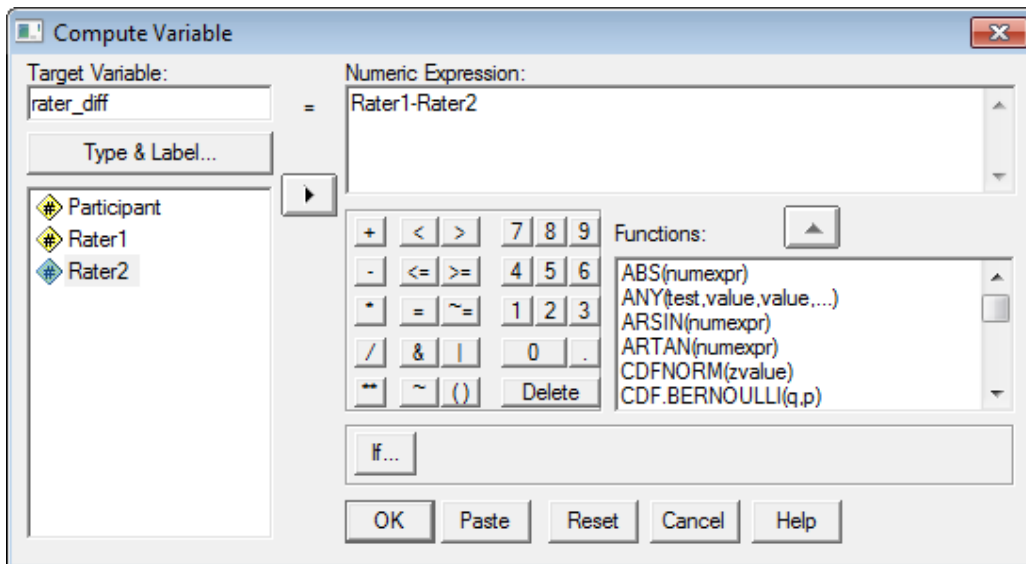 Compute Variable
Target Variable:
rater_diff
=
Numeric Expression:
Rater1-Rater2
Type & Label...
# Participant
# Rater1
# Rater2
+ < > 7 8 9
- <= >= 4 5 6
* = ~= 1 2 3
/ & | 0 .
** ~ () Delete
Functions:
ABS(numexpr)
ANY(test,value,value,...)
ARSIN(numexpr)
ARTAN(numexpr)
CDFNORM(zvalue)
CDF.BERNOULLI(q,p)
If...
OK Paste Reset Cancel Help